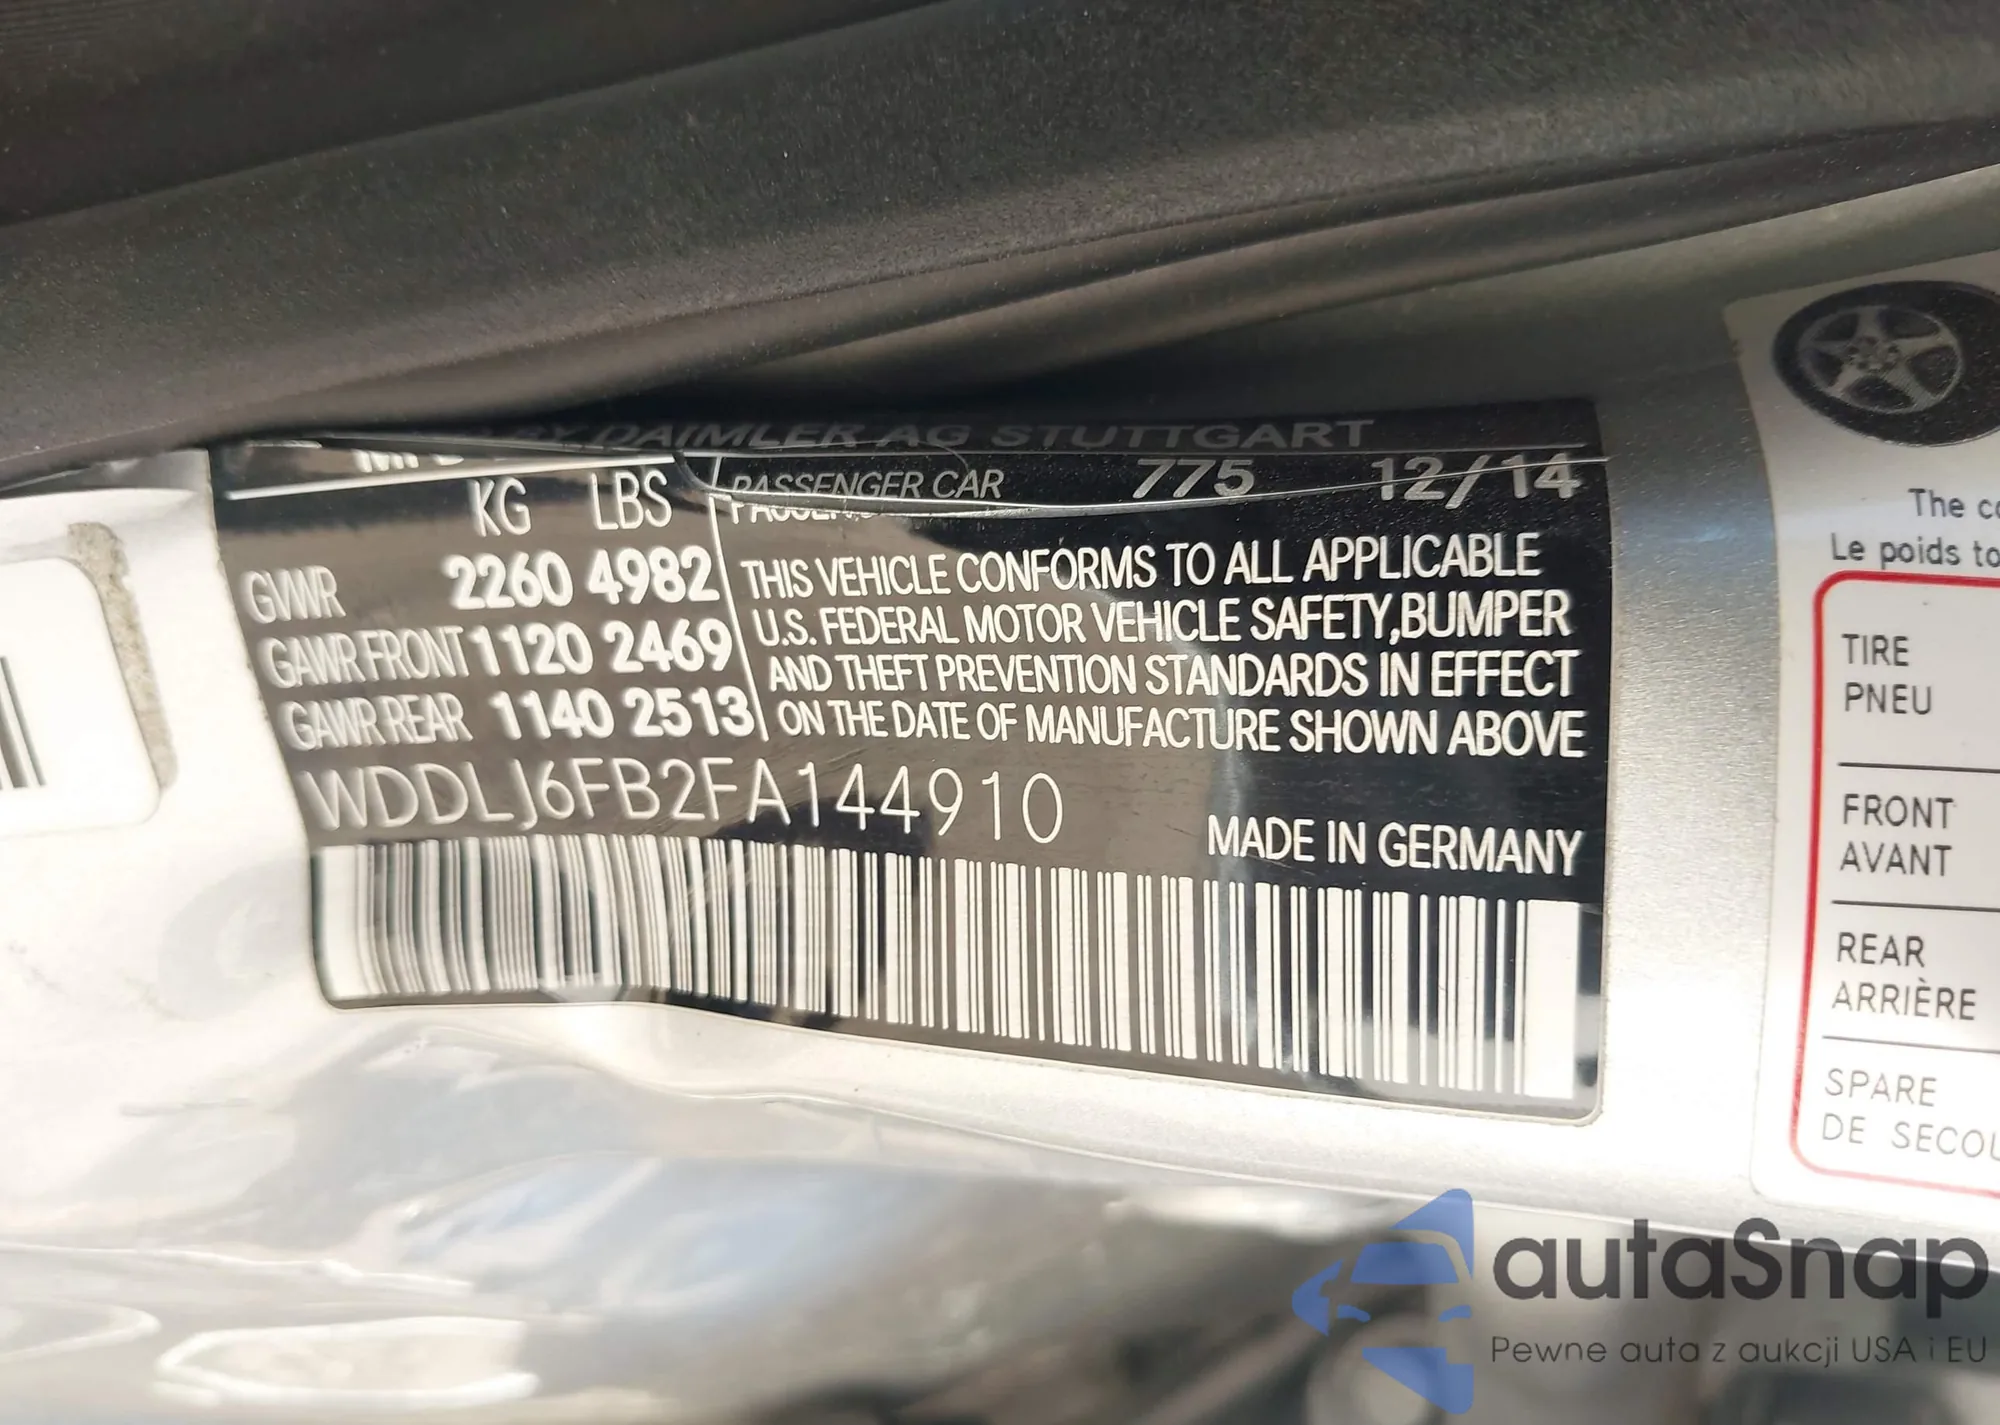 BY DAIMLER AG STUTTGART
PASSENGER CAR 775 12/14
KG LBS
GVWR 2260 4982
GAWR FRONT 1120 2469
GAWR REAR 1140 2513
THIS VEHICLE CONFORMS TO ALL APPLICABLE
U.S. FEDERAL MOTOR VEHICLE SAFETY,BUMPER
AND THEFT PREVENTION STANDARDS IN EFFECT
ON THE DATE OF MANUFACTURE SHOWN ABOVE
WDDLJ6FB2FA144910
MADE IN GERMANY
The
Le poids
TIRE
PNEU
FRONT
AVANT
REAR
ARRIÈRE
SPARE
DE
autaSnap
Pewne auta z aukcji USA i EU